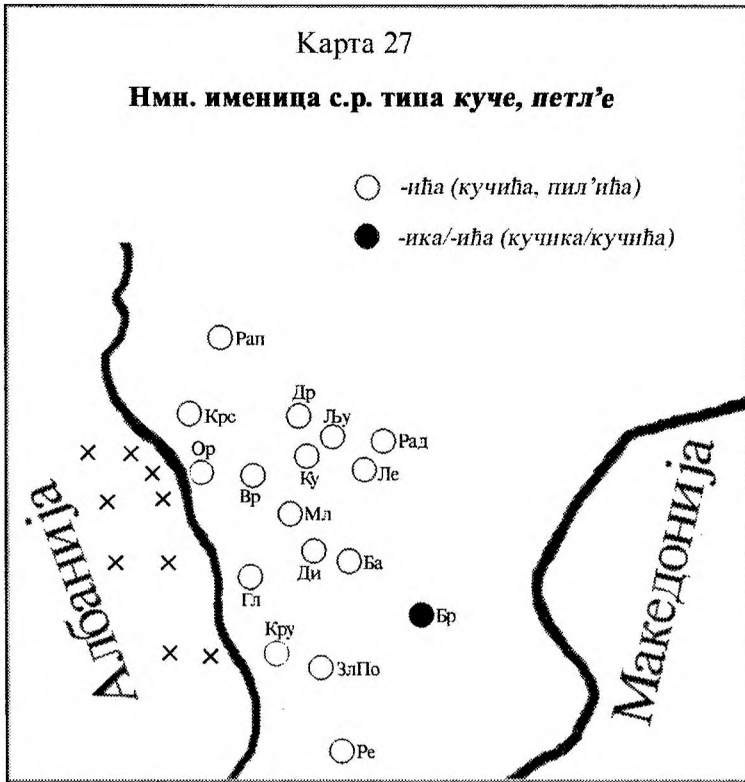 Карта 27
Нмн. именица с.р. типа куче, петл’е
-ића (кучића, пил’ића)
-ика/-ића (кучика/кучића)
Рап
Др
Крс
Љу
Рад
Ор
Ку
Ле
Вр
Мл
Ди
Ба
Гл
Бр
Кру
ЗлПо
Ре
Албанија
Македонија